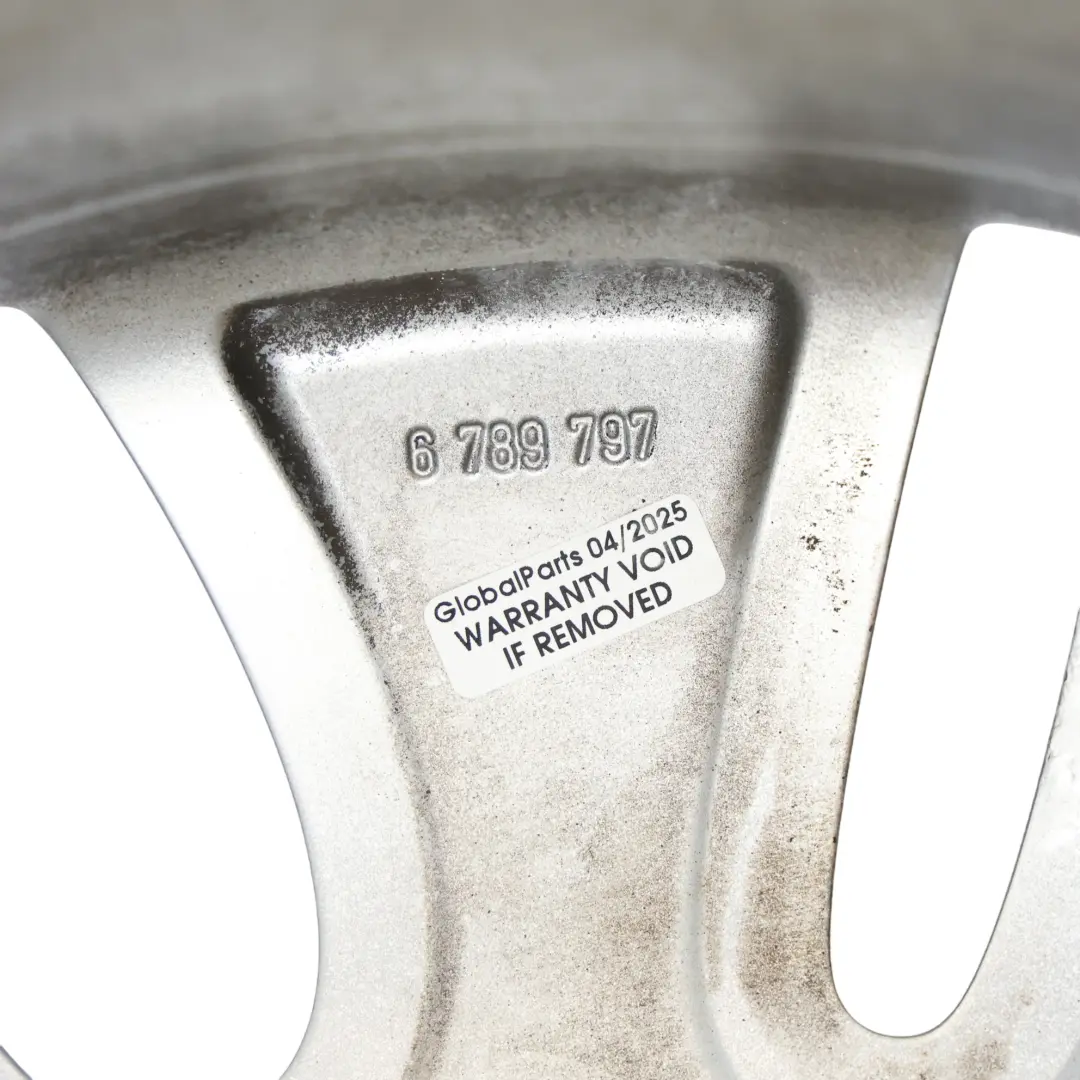 6 789 797
GlobalParts 04/2025
WARRANTY VOID
IF REMOVED